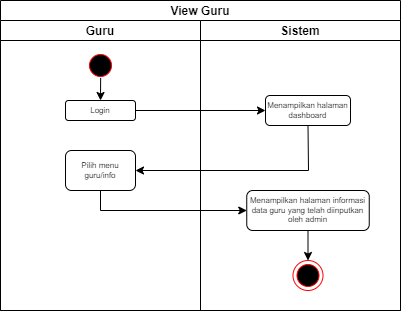 View Guru
Guru
Sistem
Login
Menampilkan halaman
dashboard
Pilih menu
guru/info
Menampilkan halaman informasi
data guru yang telah diinputkan
oleh admin